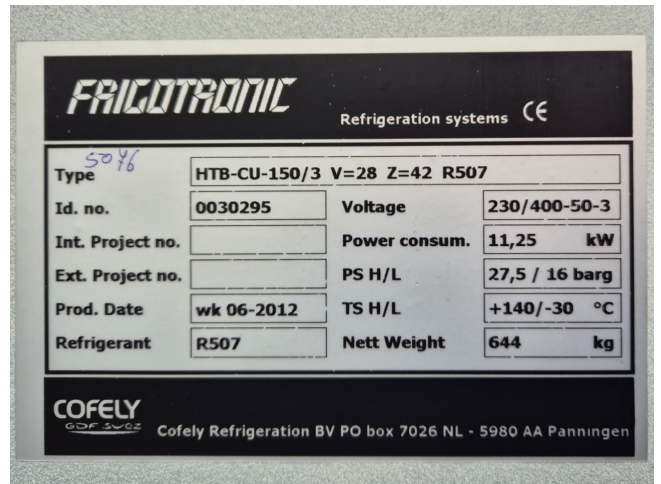 FRIGOTRONIC
Refrigeration systems CE
5076
Type HTB-CU-150/3 V=28 Z=42 R507
Id. no. 0030295 Voltage 230/400-50-3
Int. Project no. Power consum. 11,25 kW
Ext. Project no. PS H/L 27,5 / 16 barg
Prod. Date wk 06-2012 TS H/L +140/-30 °C
Refrigerant R507 Nett Weight 644 kg
COFELY
GDF SUEZ
Cofely Refrigeration BV PO box 7026 NL - 5980 AA Panningen